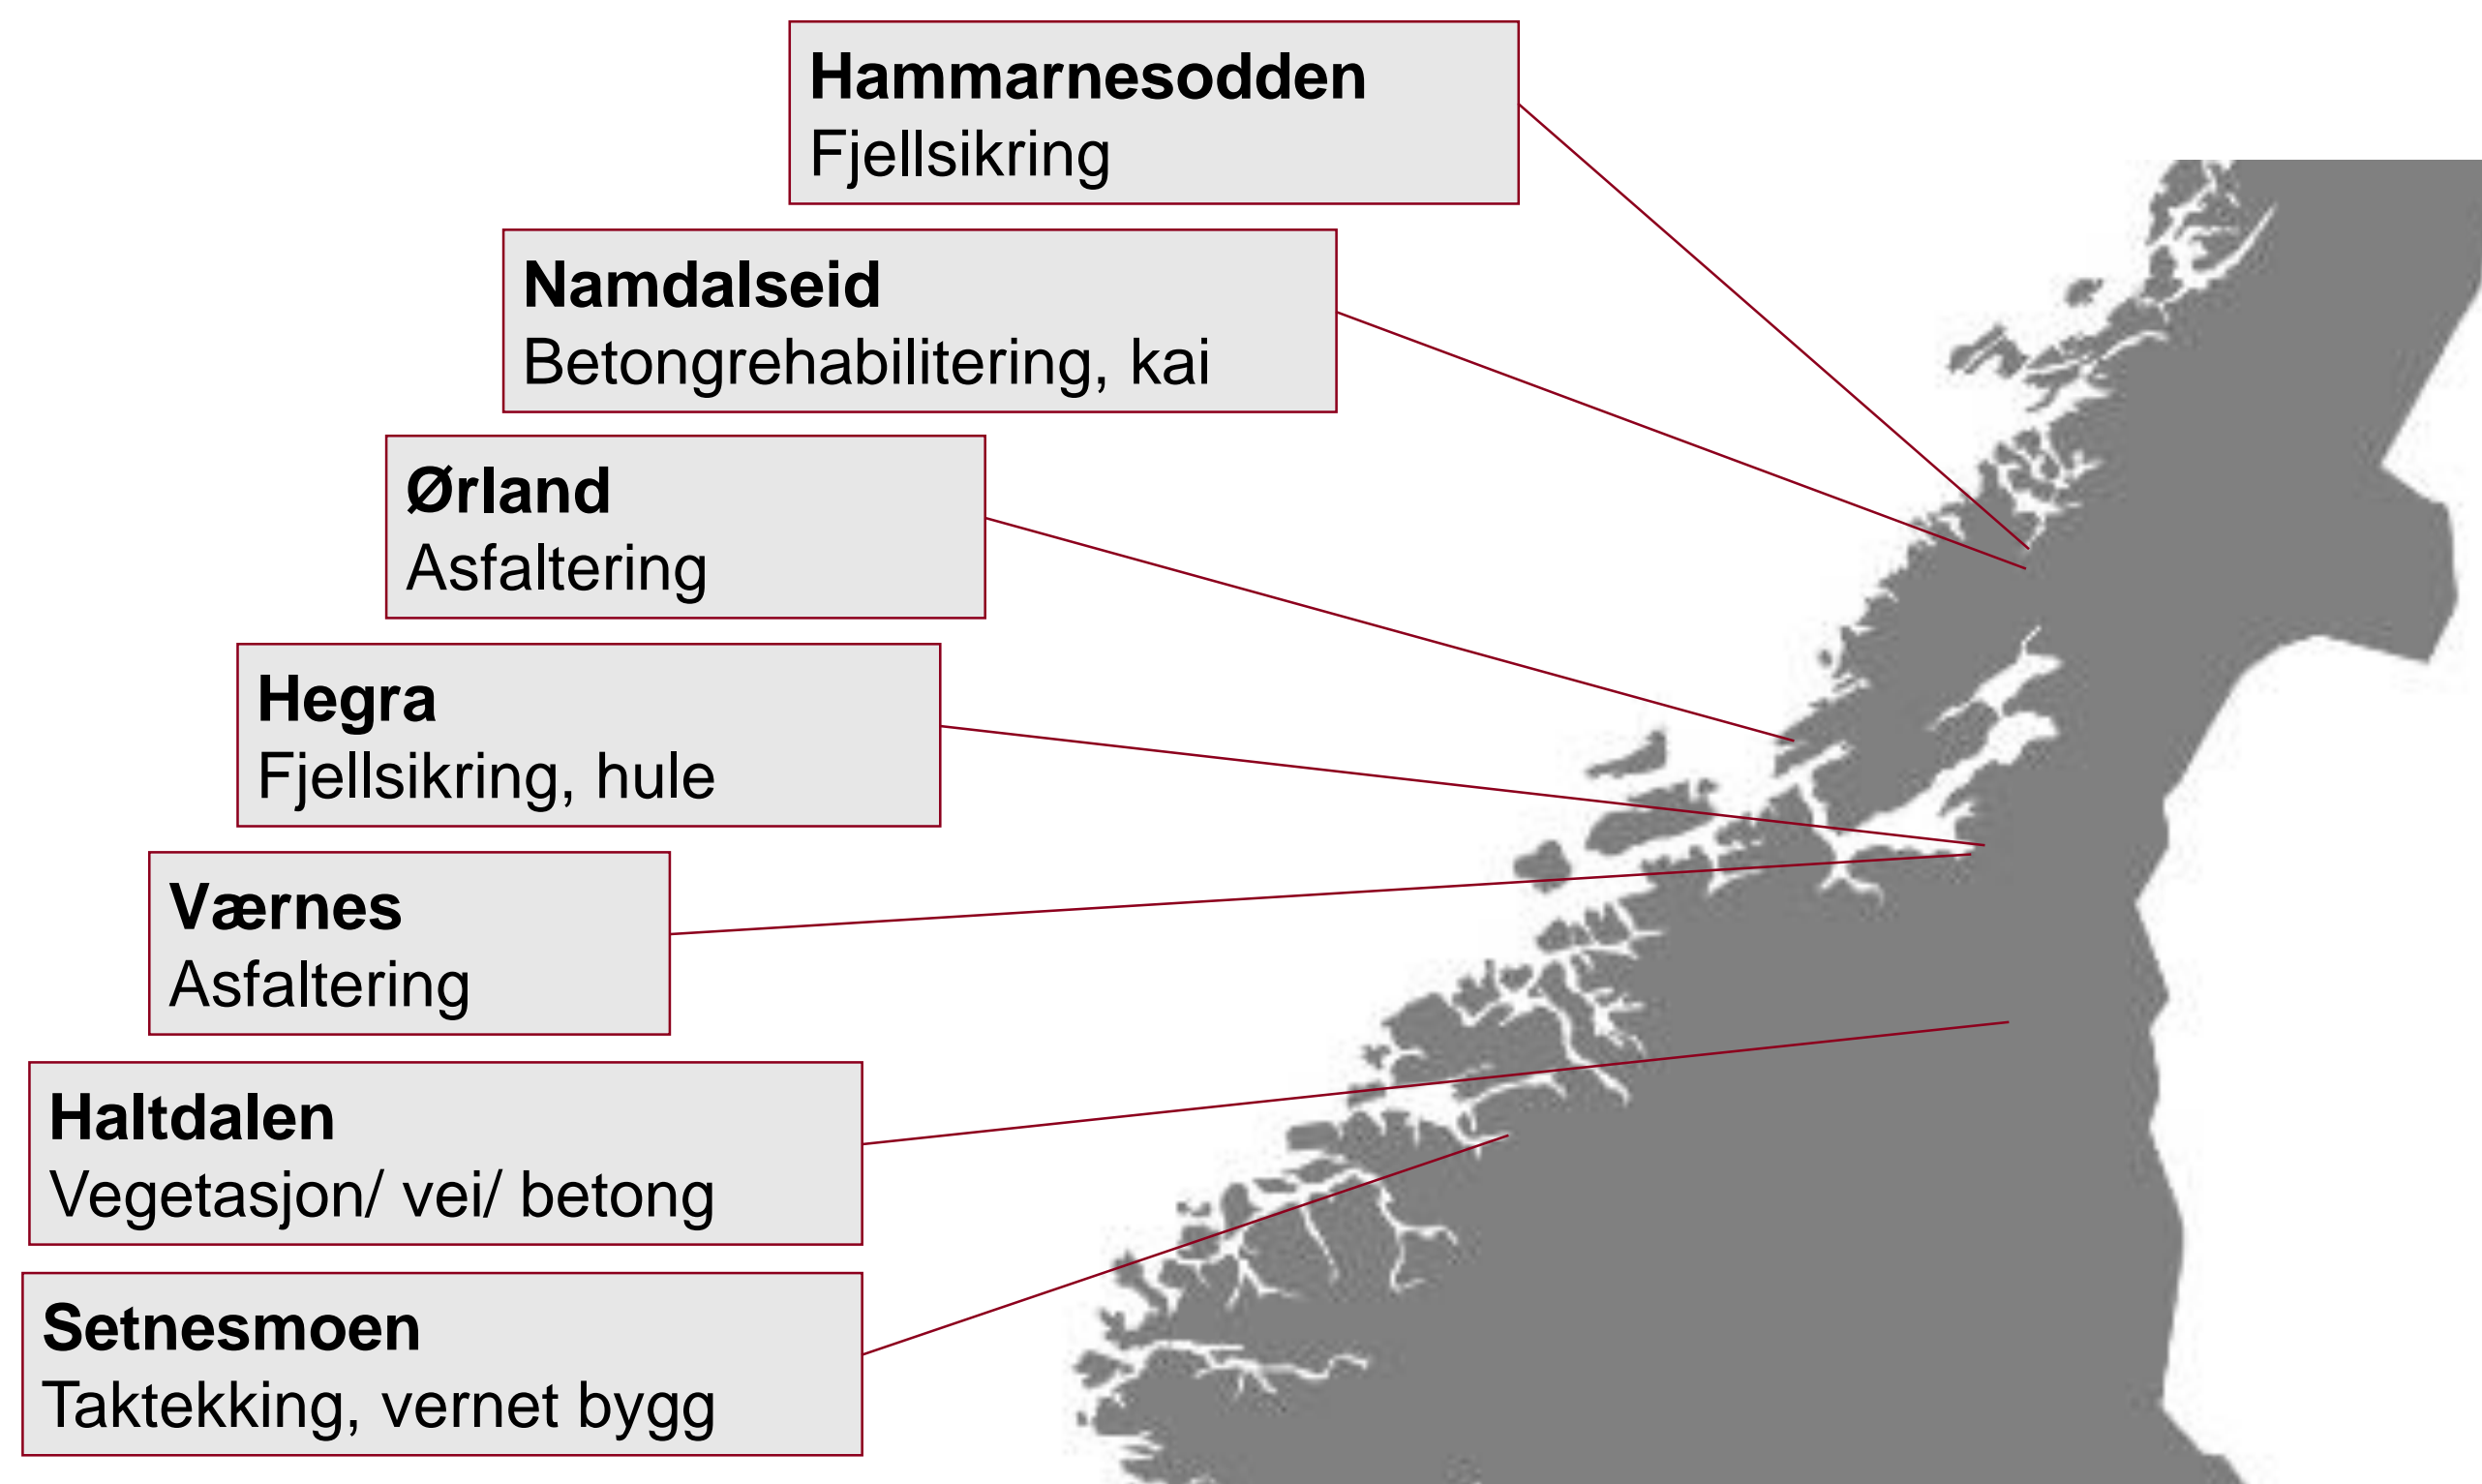 Hammarnesodden
Fjellsikring
Namdalseid
Betongrehabilitering, kai
Ørland
Asfaltering
Hegra
Fjellsikring, hule
Værnes
Asfaltering
Haltdalen
Vegetasjon/ vei/ betong
Setnesmoen
Taktekking, vernet bygg